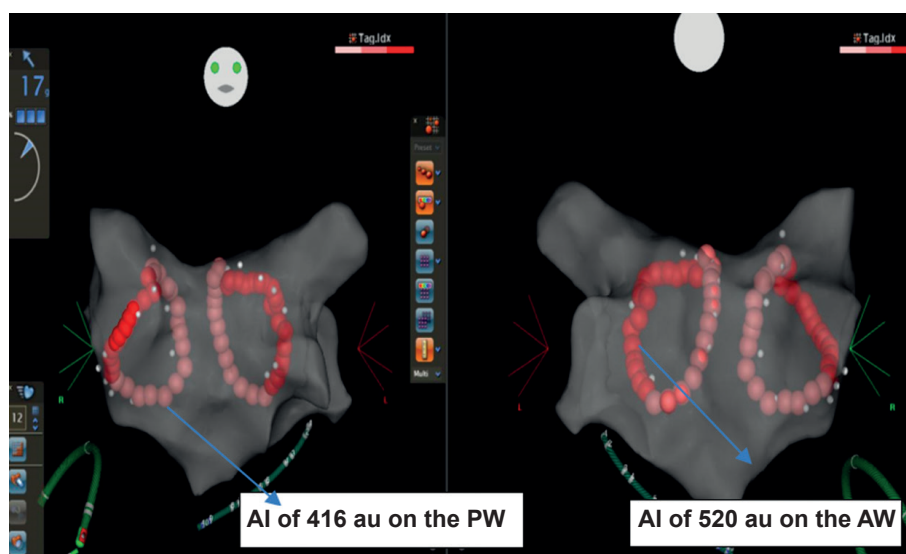 Tag.Idx
Tag.Idx
17g
Preset
Multi
R
L
L
R
12
AI of 416 au on the PW
AI of 520 au on the AW